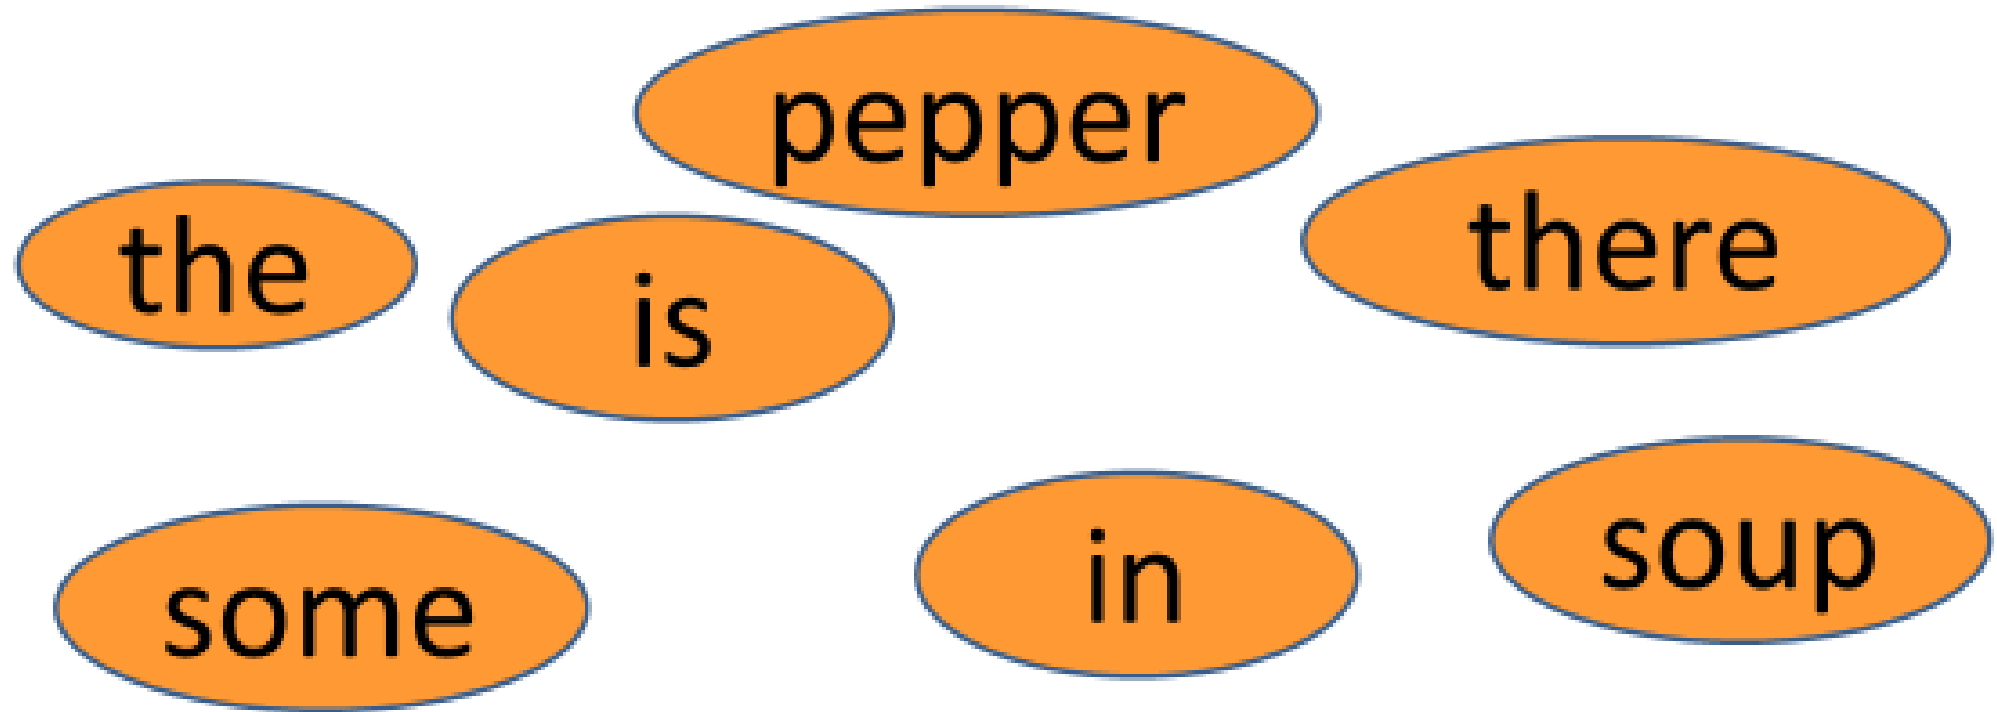 pepper
there
the
is
soup
in
some